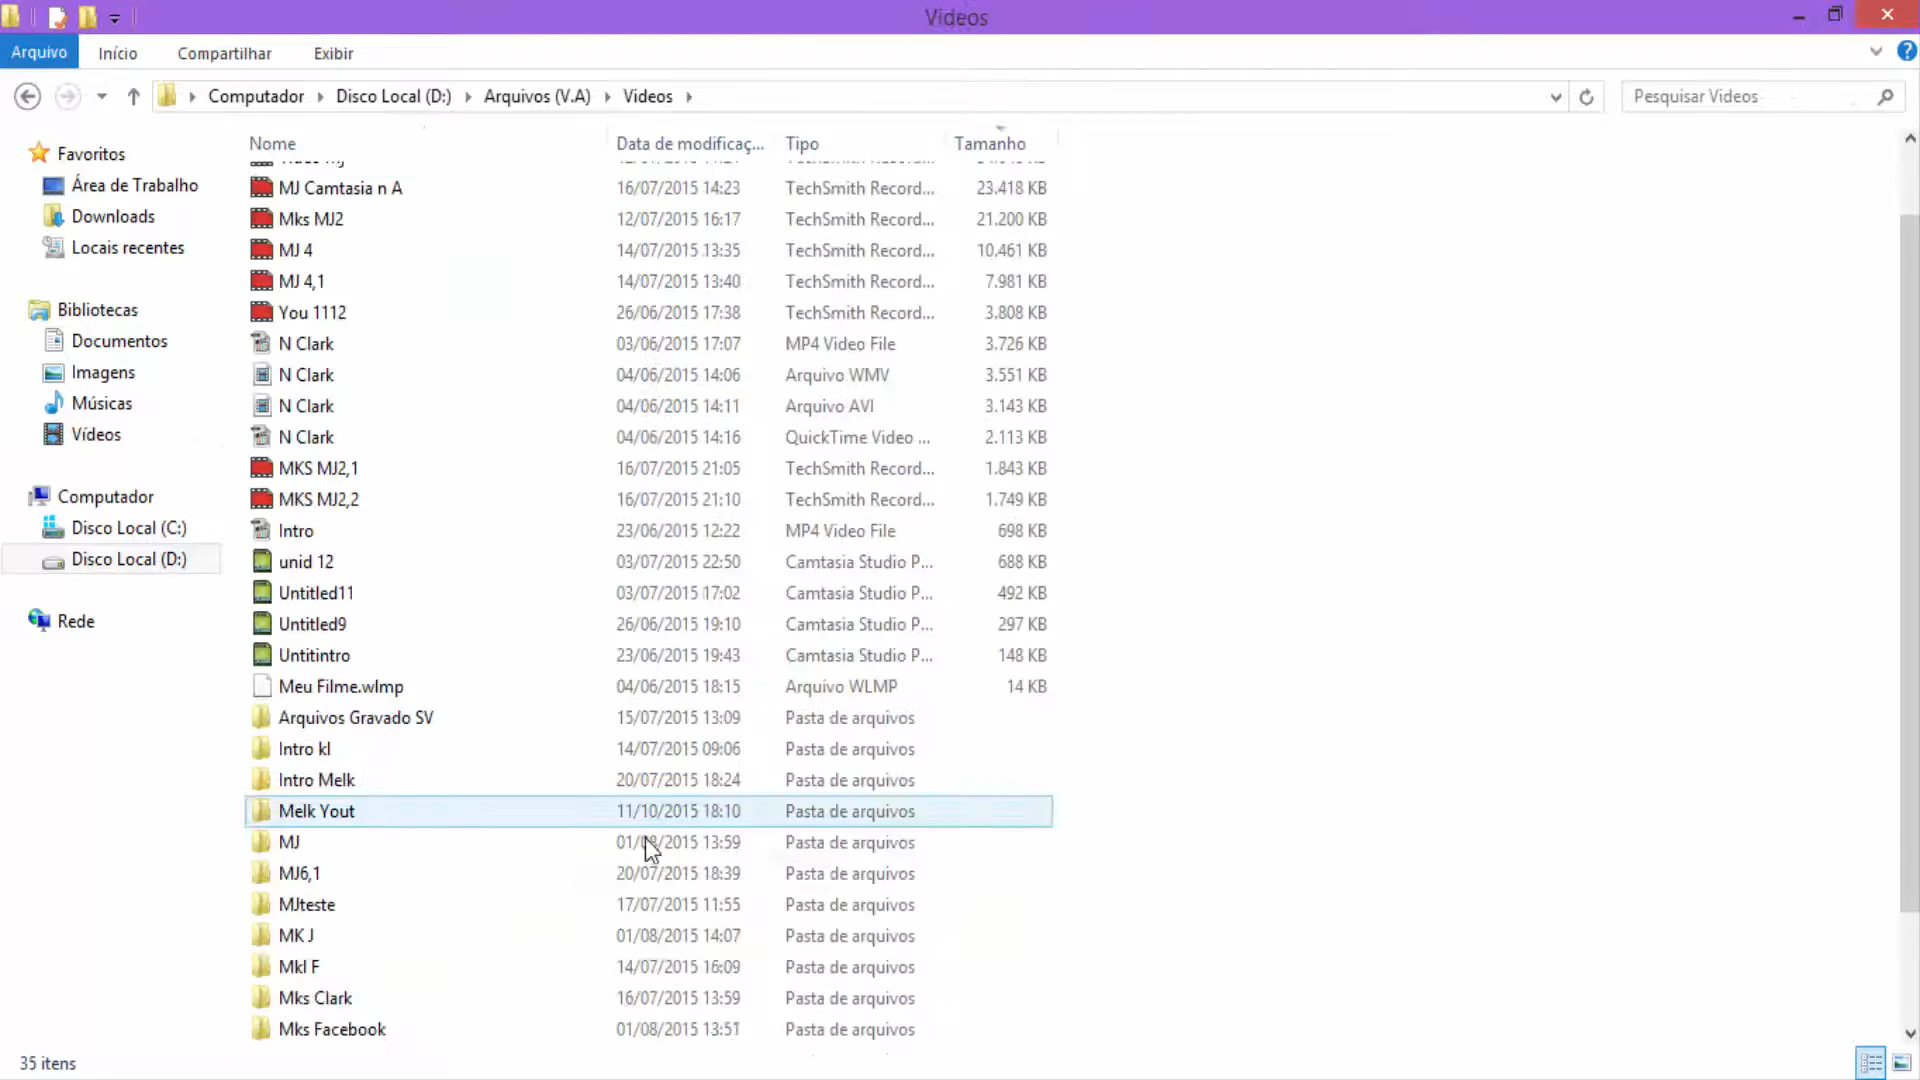 Videos
Arquivo Início Compartilhar Exibir
Computador Disco Local (D:) Arquivos (V.A) Videos
Pesquisar Videos
Favoritos
Área de Trabalho
Downloads
Locais recentes
Bibliotecas
Documentos
Imagens
Músicas
Vídeos
Computador
Disco Local (C:)
Disco Local (D:)
Rede
Nome Data de modificaç... Tipo Tamanho
MJ Camtasia n A 16/07/2015 14:23 TechSmith Record... 23.418 KB
Mks MJ2 12/07/2015 16:17 TechSmith Record... 21.200 KB
MJ 4 14/07/2015 13:35 TechSmith Record... 10.461 KB
MJ 4,1 14/07/2015 13:40 TechSmith Record... 7.981 KB
You 1112 26/06/2015 17:38 TechSmith Record... 3.808 KB
N Clark 03/06/2015 17:07 MP4 Video File 3.726 KB
N Clark 04/06/2015 14:06 Arquivo WMV 3.551 KB
N Clark 04/06/2015 14:11 Arquivo AVI 3.143 KB
N Clark 04/06/2015 14:16 QuickTime Video ... 2.113 KB
MKS MJ2,1 16/07/2015 21:05 TechSmith Record... 1.843 KB
MKS MJ2,2 16/07/2015 21:10 TechSmith Record... 1.749 KB
Intro 23/06/2015 12:22 MP4 Video File 698 KB
unid 12 03/07/2015 22:50 Camtasia Studio P... 688 KB
Untitled11 03/07/2015 17:02 Camtasia Studio P... 492 KB
Untitled9 26/06/2015 19:10 Camtasia Studio P... 297 KB
Untitintro 23/06/2015 19:43 Camtasia Studio P... 148 KB
Meu Filme.wlmp 04/06/2015 18:15 Arquivo WLMP 14 KB
Arquivos Gravado SV 15/07/2015 13:09 Pasta de arquivos
Intro kl 14/07/2015 09:06 Pasta de arquivos
Intro Melk 20/07/2015 18:24 Pasta de arquivos
Melk Yout 11/10/2015 18:10 Pasta de arquivos
MJ 01/08/2015 13:59 Pasta de arquivos
MJ6,1 20/07/2015 18:39 Pasta de arquivos
MJteste 17/07/2015 11:55 Pasta de arquivos
MK J 01/08/2015 14:07 Pasta de arquivos
Mkl F 14/07/2015 16:09 Pasta de arquivos
Mks Clark 16/07/2015 13:59 Pasta de arquivos
Mks Facebook 01/08/2015 13:51 Pasta de arquivos
35 itens